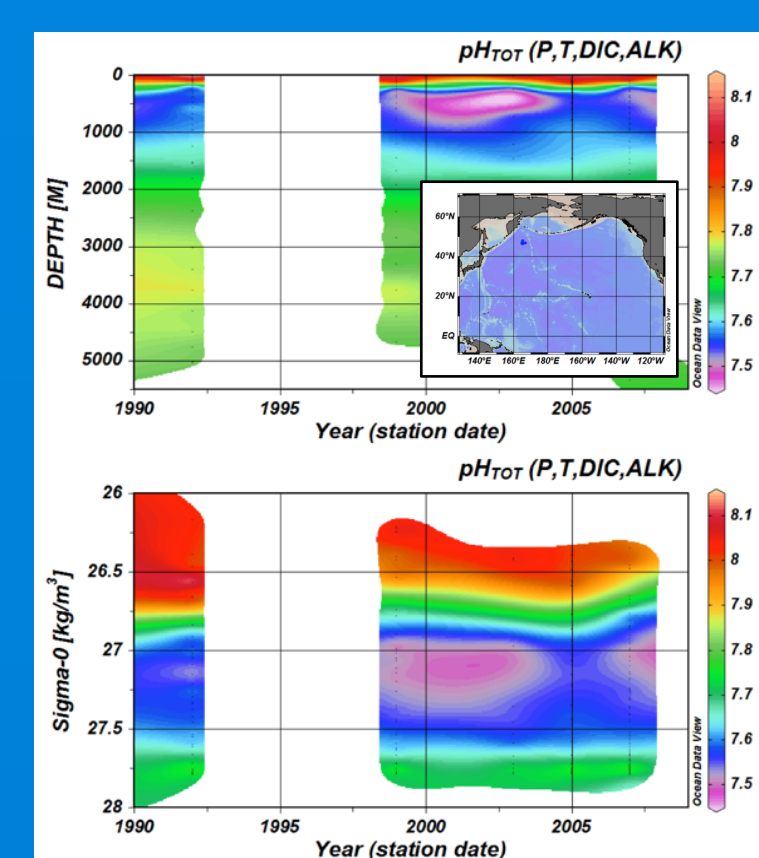 pH_TOT (P,T,DIC,ALK)
0
1000
2000
3000
4000
5000
DEPTH [M]
8.1
8
7.9
7.8
7.7
7.6
7.5
Ocean Data View
60°N
40°N
20°N
EQ
140°E 160°E 180°E 160°W 140°W 120°W
Ocean Data View
1990 1995 2000 2005
Year (station date)
pH_TOT (P,T,DIC,ALK)
26
26.5
27
27.5
28
Sigma-0 [kg/m³]
8.1
8
7.9
7.8
7.7
7.6
7.5
Ocean Data View
1990 1995 2000 2005
Year (station date)